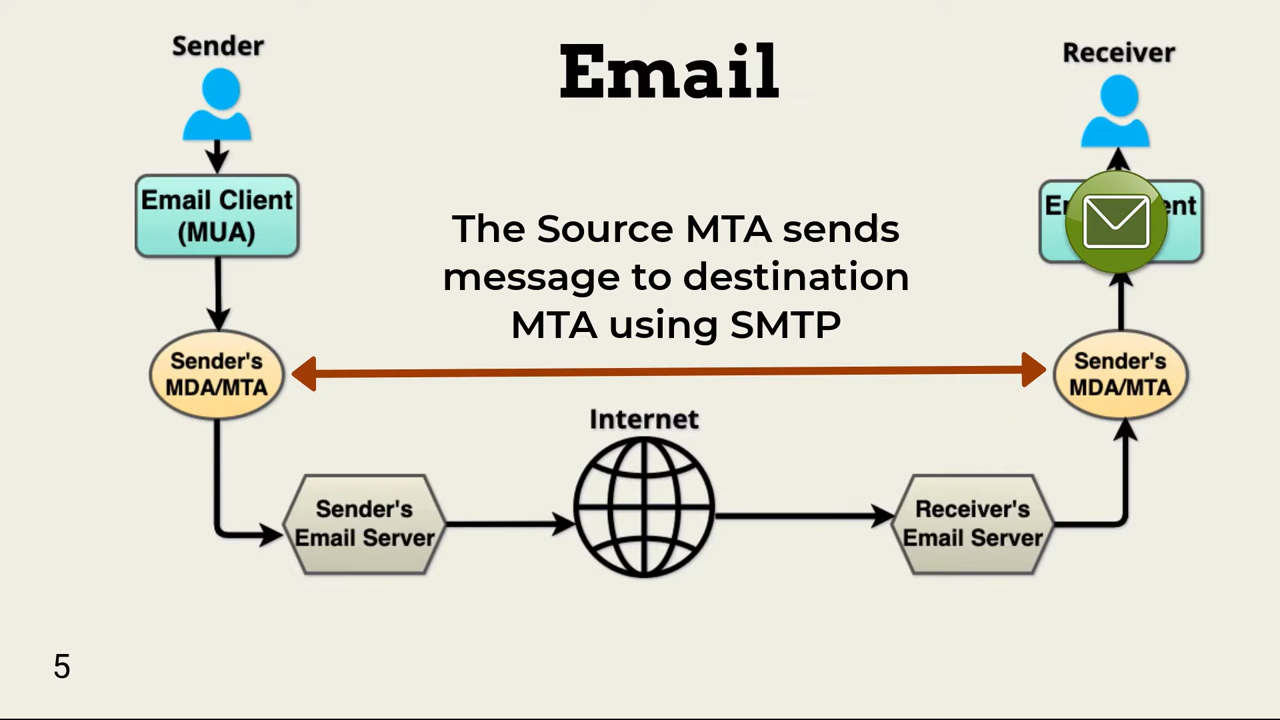 Sender
Email
Receiver
Email Client
(MUA)
The Source MTA sends
message to destination
MTA using SMTP
Sender's
MDA/MTA
Sender's
MDA/MTA
Internet
Sender's
Email Server
Receiver's
Email Server
5